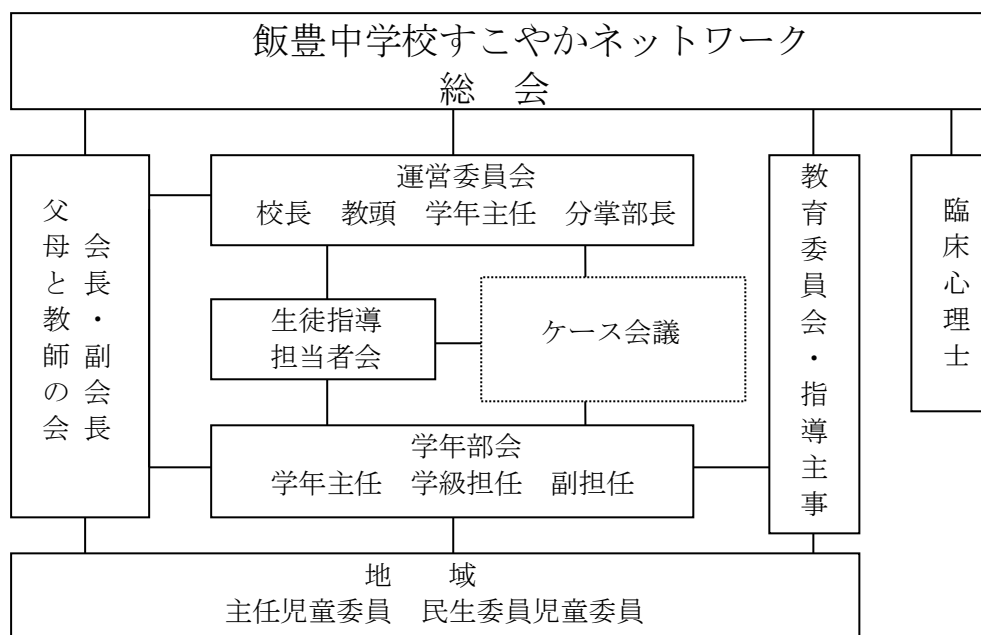 飯豊中学校すこやかネットワーク
総　会
父母と教師の会
会長・副会長
運営委員会
校長　教頭　学年主任　分掌部長
生徒指導
担当者会
ケース会議
学年部会
学年主任　学級担任　副担任
教育委員会・指導主事
臨床心理士
地　　域
主任児童委員　民生委員児童委員